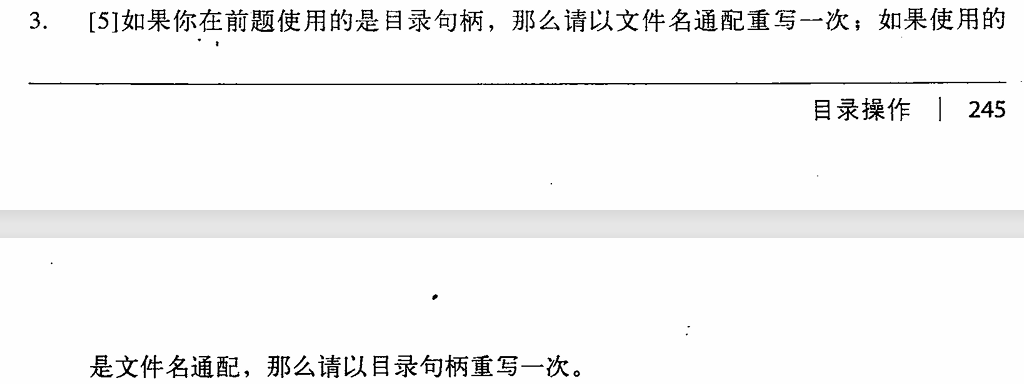 3. [5]如果你在前题使用的是目录句柄，那么请以文件名通配重写一次；如果使用的
目录操作 | 245
是文件名通配，那么请以目录句柄重写一次。